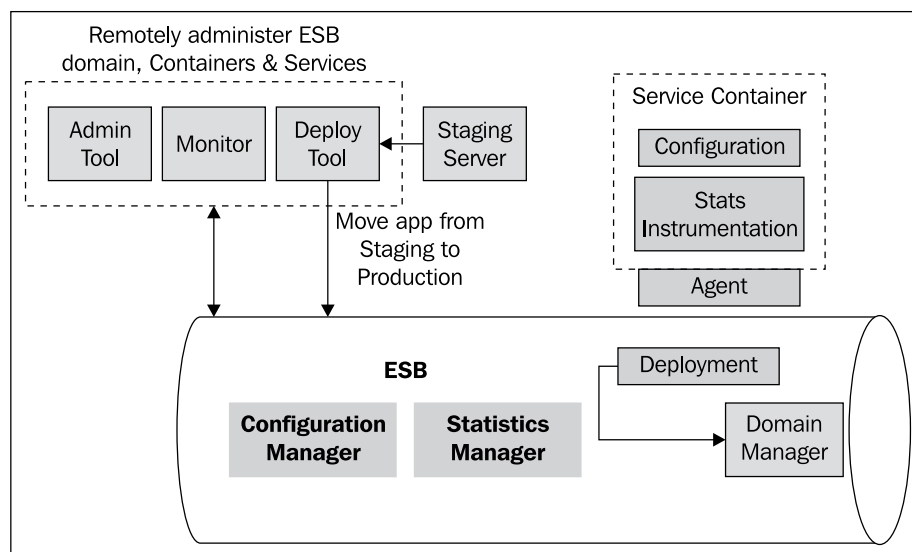 Remotely administer ESB
domain, Containers & Services
Admin
Tool
Monitor
Deploy
Tool
Staging
Server
Service Container
Configuration
Stats
Instrumentation
Agent
Move app from
Staging to
Production
ESB
Configuration
Manager
Statistics
Manager
Deployment
Domain
Manager